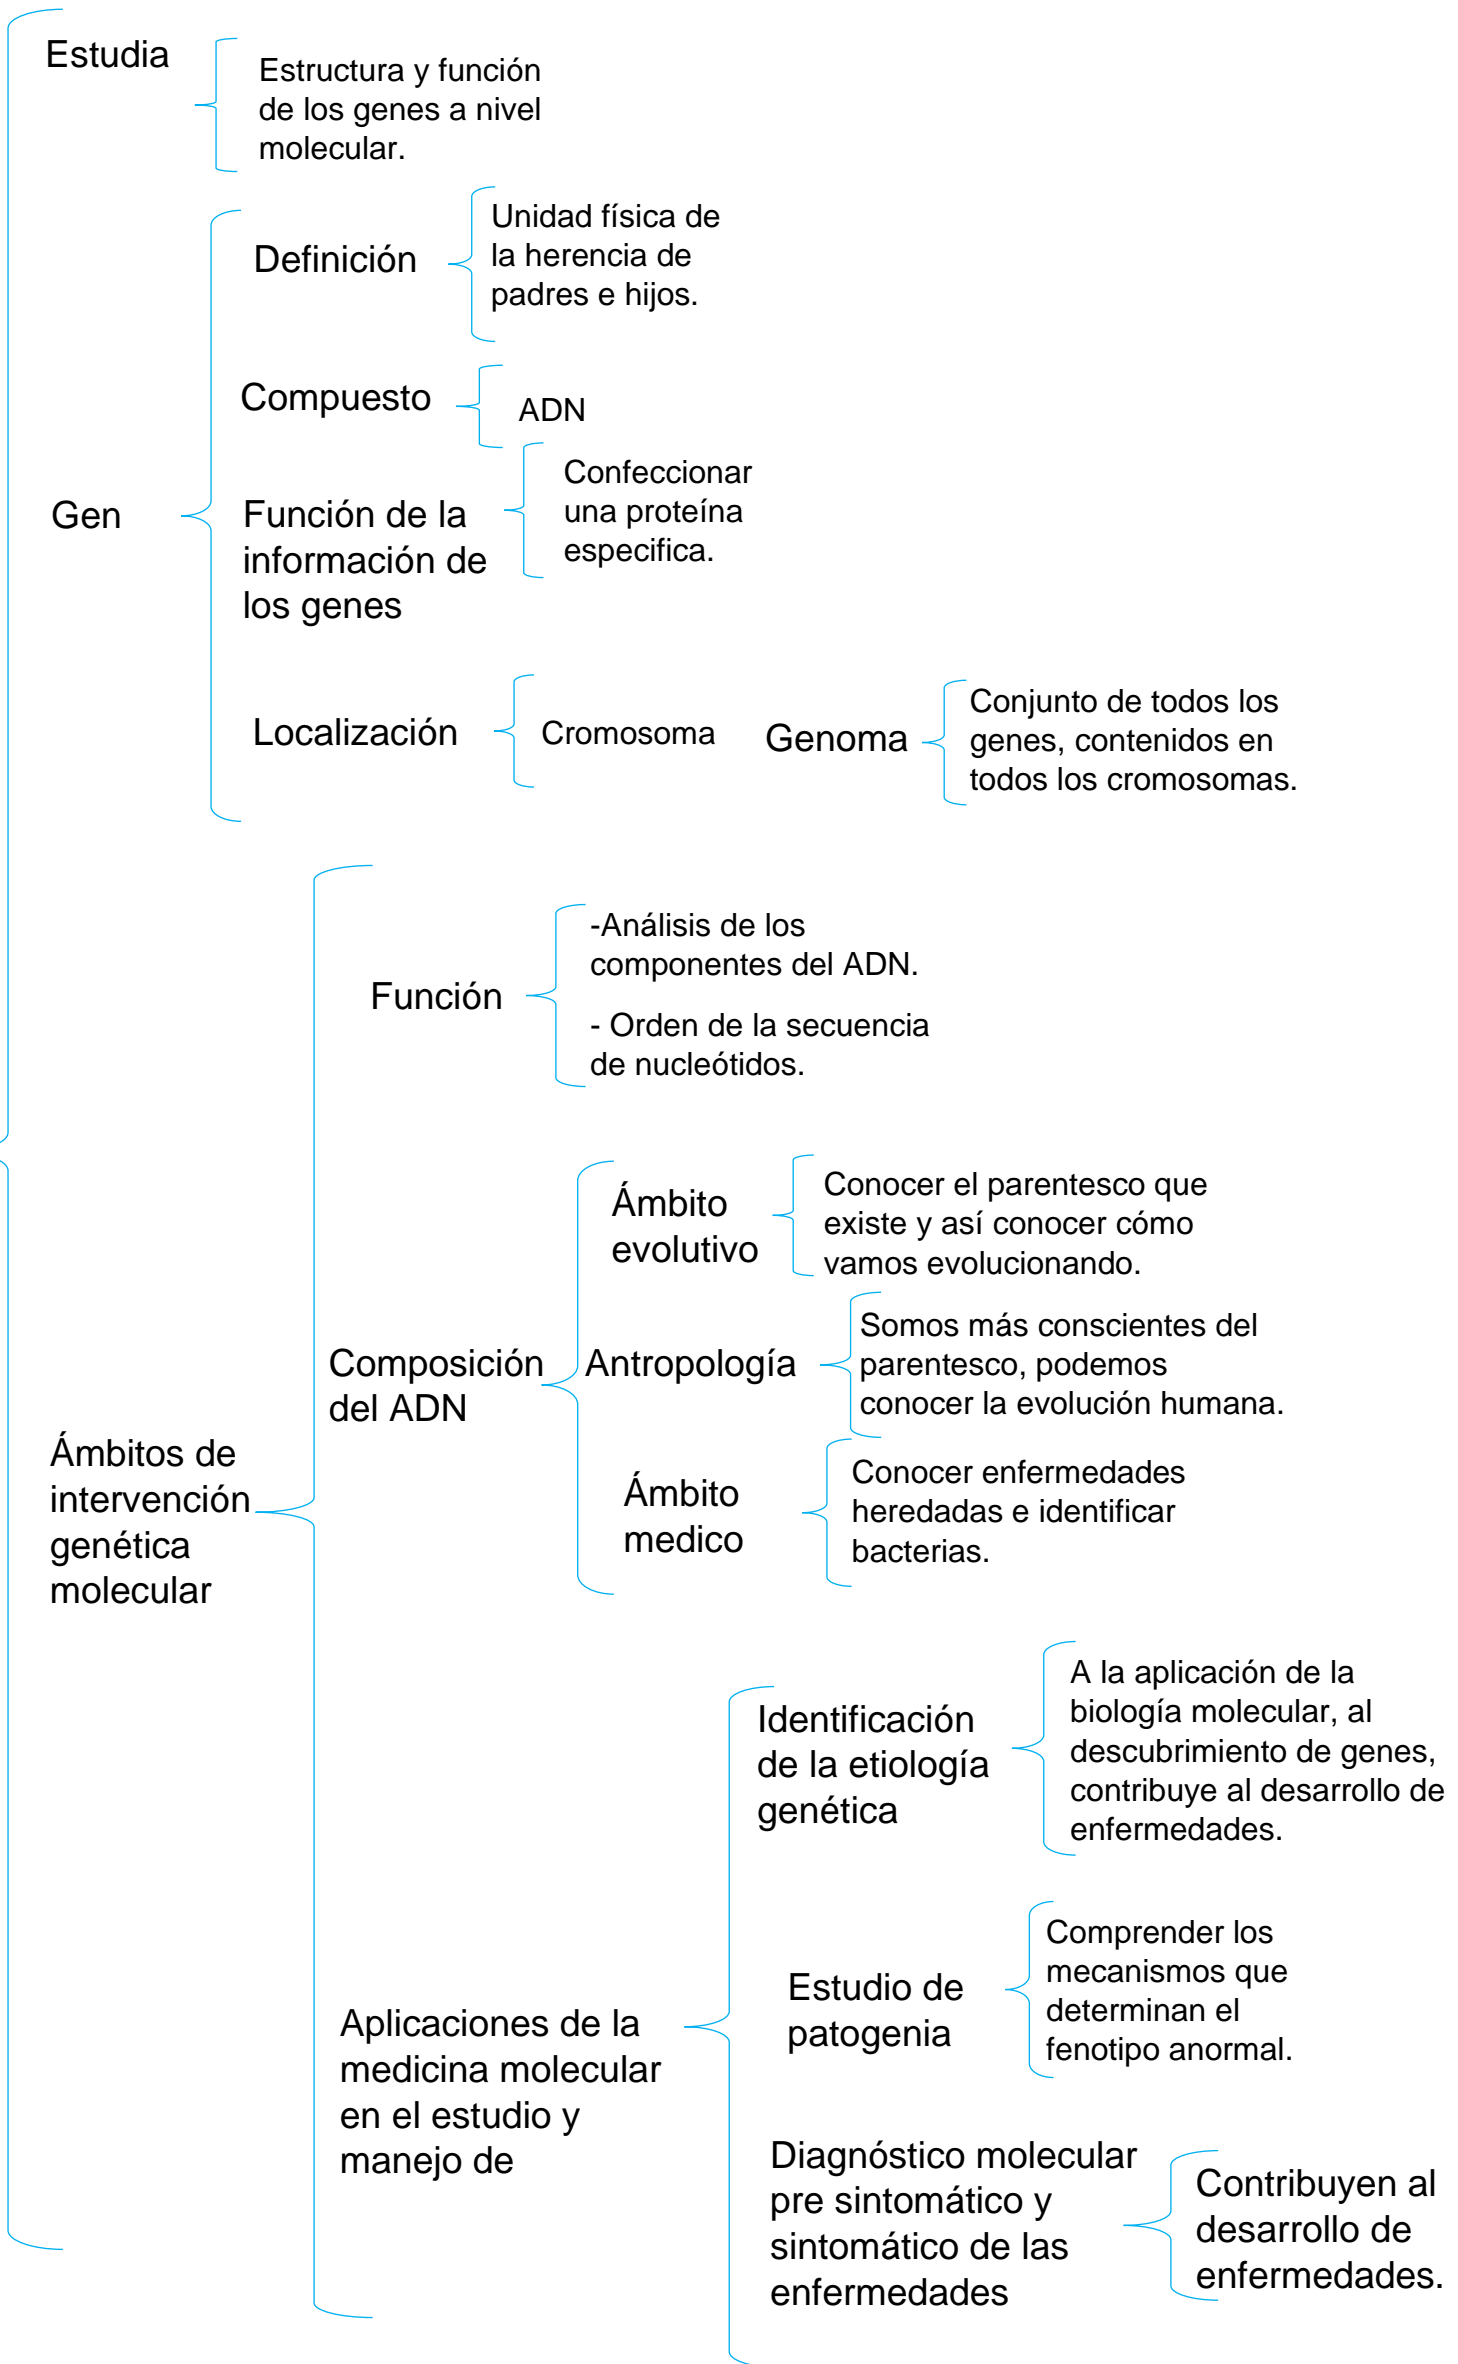 Estudia
Estructura y función
de los genes a nivel
molecular.
Gen
Definición
Unidad física de
la herencia de
padres e hijos.
Compuesto
ADN
Función de la
información de
los genes
Confeccionar
una proteína
especifica.
Localización
Cromosoma
Genoma
Conjunto de todos los
genes, contenidos en
todos los cromosomas.
Ámbitos de
intervención
genética
molecular
Función
-Análisis de los
componentes del ADN.
- Orden de la secuencia
de nucleótidos.
Composición
del ADN
Ámbito
evolutivo
Conocer el parentesco que
existe y así conocer cómo
vamos evolucionando.
Antropología
Somos más conscientes del
parentesco, podemos
conocer la evolución humana.
Ámbito
medico
Conocer enfermedades
heredadas e identificar
bacterias.
Aplicaciones de la
medicina molecular
en el estudio y
manejo de
Identificación
de la etiología
genética
A la aplicación de la
biología molecular, al
descubrimiento de genes,
contribuye al desarrollo de
enfermedades.
Estudio de
patogenia
Comprender los
mecanismos que
determinan el
fenotipo anormal.
Diagnóstico molecular
pre sintomático y
sintomático de las
enfermedades
Contribuyen al
desarrollo de
enfermedades.